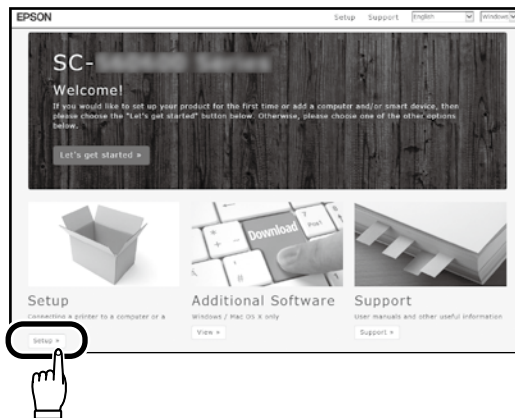 EPSON
Setup Support English Windows
SC-
Welcome!
If you would like to set up your product for the first time or add a computer and/or smart device, then
please choose the "Let's get started" button below. Otherwise, please choose one of the other options
below.
Let's get started »
Download
Setup
Additional Software
Support
Connecting a printer to a computer or a
Windows / Mac OS X only
User manuals and other useful information
Setup »
View »
Support »